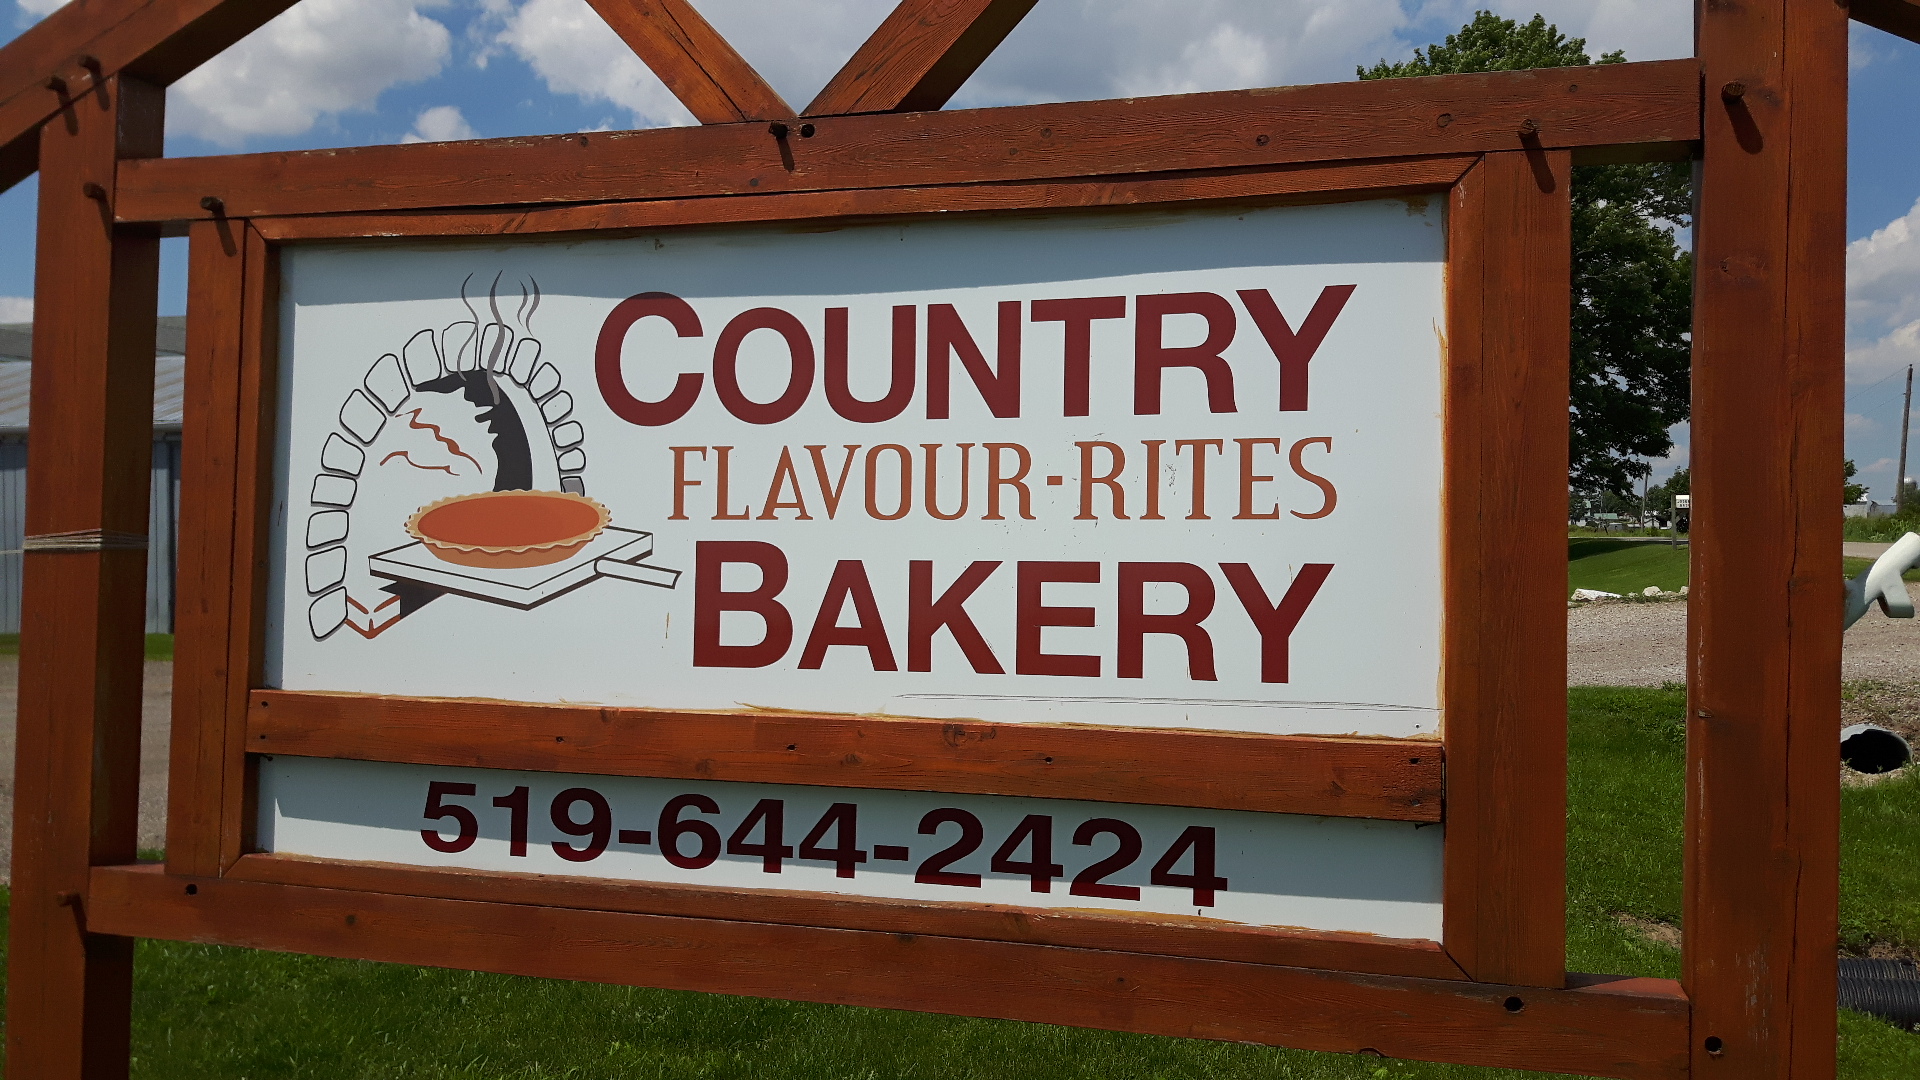 COUNTRY
FLAVOUR-RITES
BAKERY
519-644-2424